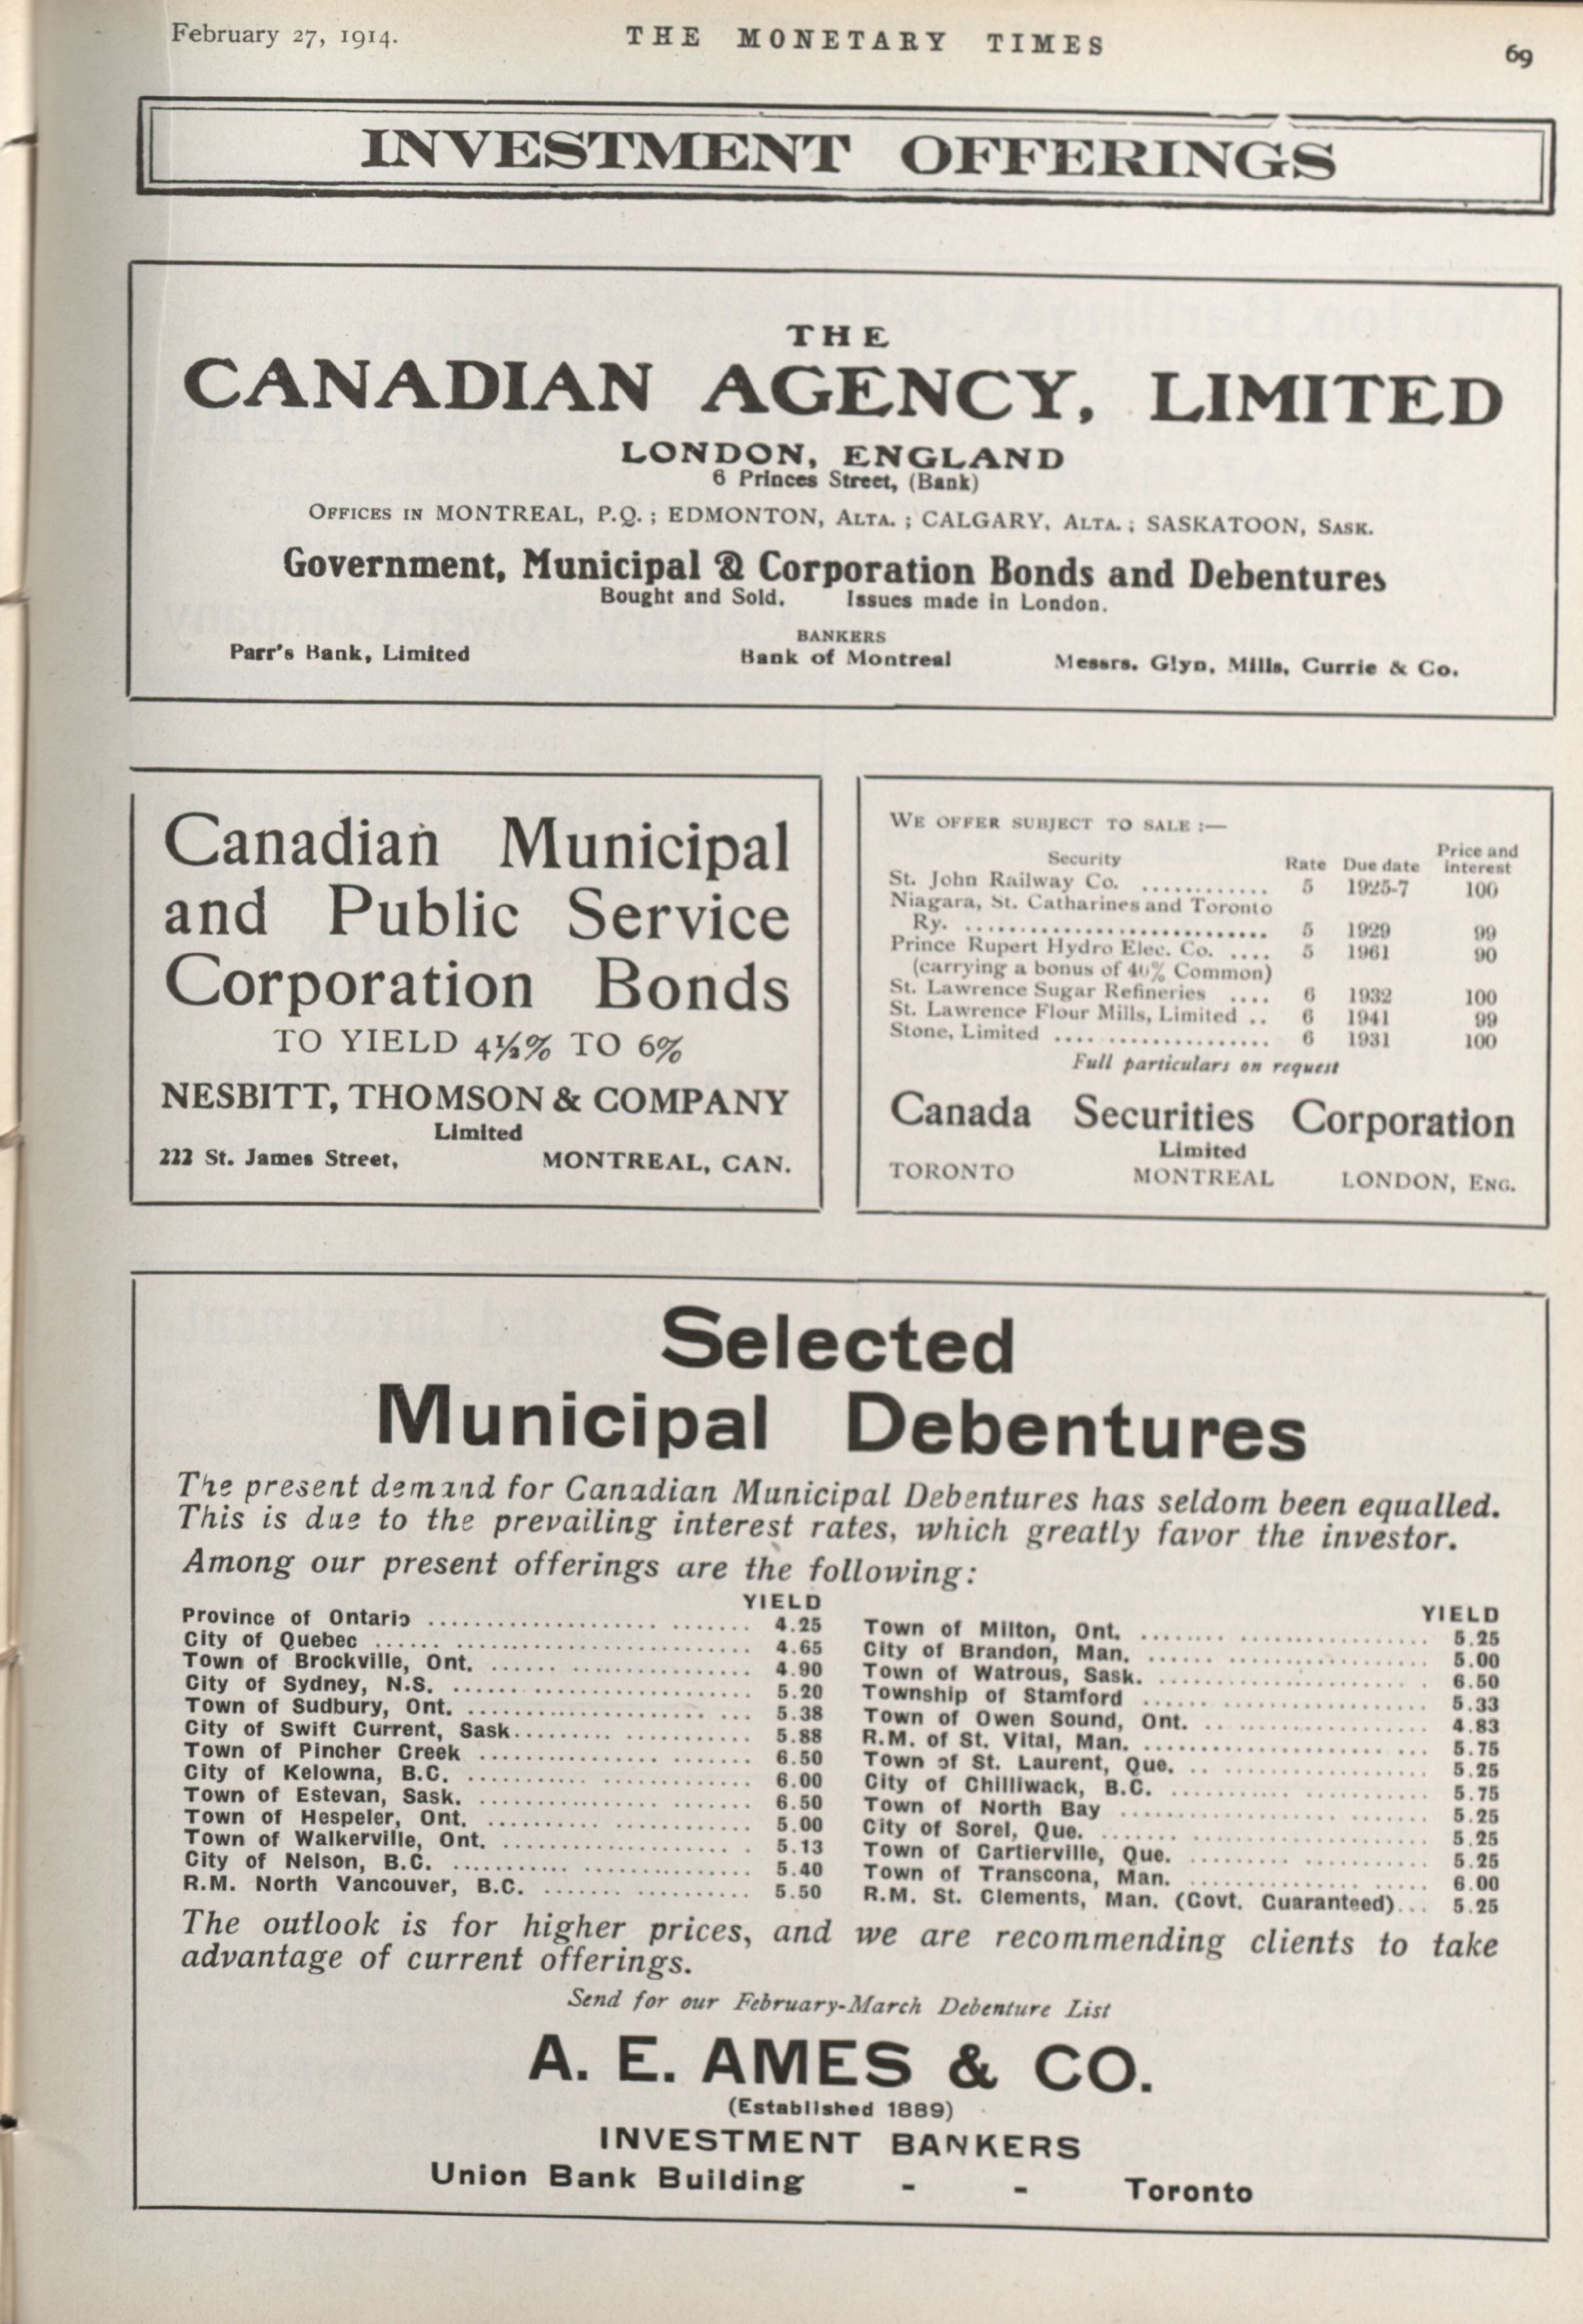 February 27, 1914.
THE MONETARY TIMES
69
INVESTMENT OFFERINGS
THE
CANADIAN AGENCY, LIMITED
LONDON, ENGLAND
6 Princes Street, (Bank)
OFFICES IN MONTREAL, P.Q. ; EDMONTON, ALTA. ; CALGARY, ALTA. ; SASKATOON, SASK.
Government, Municipal & Corporation Bonds and Debentures
Bought and Sold. Issues made in London.
BANKERS
Parr's Bank, Limited Bank of Montreal Messrs. Glyn, Mills, Currie & Co.
Canadian Municipal
and Public Service
Corporation Bonds
TO YIELD 4½% TO 6%
NESBITT, THOMSON & COMPANY
Limited
222 St. James Street, MONTREAL, CAN.
WE OFFER SUBJECT TO SALE :—
Security Rate Due date Price and interest
St. John Railway Co. ............ 5 1925-7 100
Niagara, St. Catharines and Toronto
Ry. ............................ 5 1929 99
Prince Rupert Hydro Elec. Co. .... 5 1961 90
(carrying a bonus of 40% Common)
St. Lawrence Sugar Refineries .... 6 1932 100
St. Lawrence Flour Mills, Limited .. 6 1941 99
Stone, Limited .................... 6 1931 100
Full particulars on request
Canada Securities Corporation
Limited
TORONTO MONTREAL LONDON, ENG.
Selected
Municipal Debentures
The present demand for Canadian Municipal Debentures has seldom been equalled.
This is due to the prevailing interest rates, which greatly favor the investor.
Among our present offerings are the following:
YIELD
Province of Ontario .................... 4.25
City of Quebec .................... 4.65
Town of Brockville, Ont. .................... 4.90
City of Sydney, N.S. .................... 5.20
Town of Sudbury, Ont. .................... 5.38
City of Swift Current, Sask. .................... 5.88
Town of Pincher Creek .................... 6.50
City of Kelowna, B.C. .................... 6.00
Town of Estevan, Sask. .................... 6.50
Town of Hespeler, Ont. .................... 5.00
Town of Walkerville, Ont. .................... 5.13
City of Nelson, B.C. .................... 5.40
R.M. North Vancouver, B.C. .................... 5.50
YIELD
Town of Milton, Ont. .................... 5.25
City of Brandon, Man. .................... 5.00
Town of Watrous, Sask. .................... 6.50
Township of Stamford .................... 5.33
Town of Owen Sound, Ont. .................... 4.83
R.M. of St. Vital, Man. .................... 5.75
Town of St. Laurent, Que. .................... 5.25
City of Chilliwack, B.C. .................... 5.75
Town of North Bay .................... 5.25
City of Sorel, Que. .................... 5.25
Town of Cartierville, Que. .................... 5.25
Town of Transcona, Man. .................... 6.00
R.M. St. Clements, Man. (Govt. Guaranteed)... 5.25
The outlook is for higher prices, and we are recommending clients to take
advantage of current offerings.
Send for our February-March Debenture List
A. E. AMES & CO.
(Established 1889)
INVESTMENT BANKERS
Union Bank Building - - Toronto